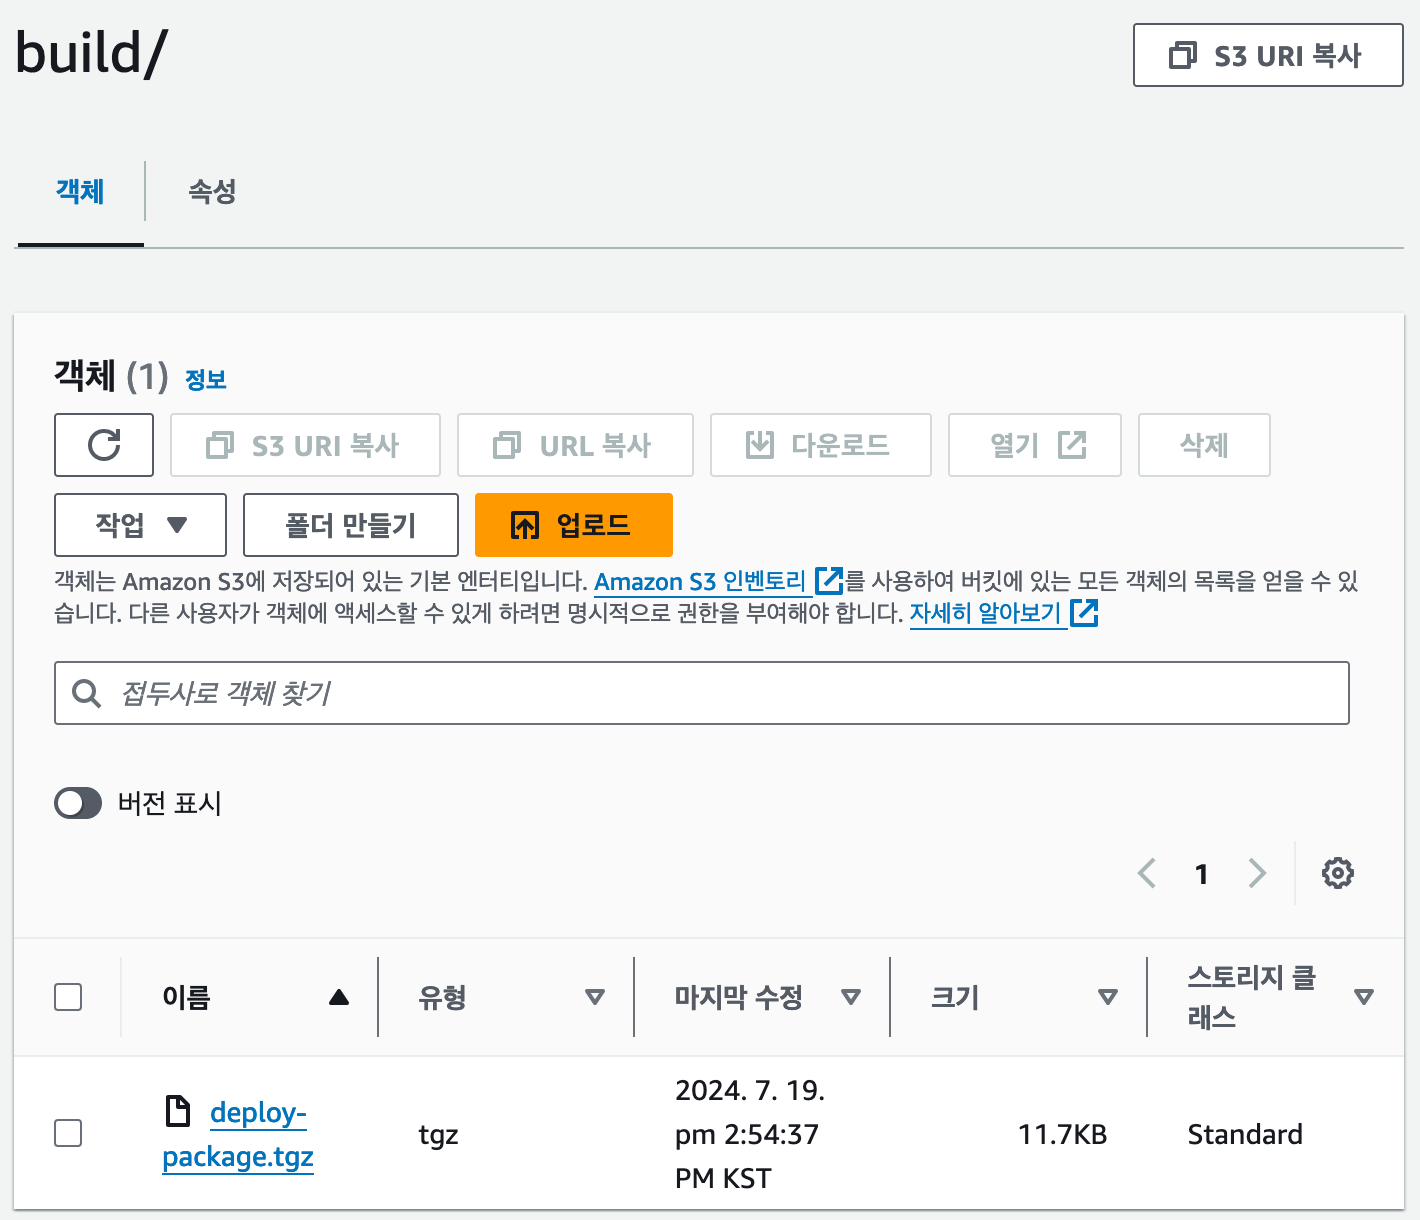 build/
S3 URI 복사
객체
속성
객체 (1) 정보
S3 URI 복사
URL 복사
다운로드
열기
삭제
작업
폴더 만들기
업로드
객체는 Amazon S3에 저장되어 있는 기본 엔터티입니다. Amazon S3 인벤토리를 사용하여 버킷에 있는 모든 객체의 목록을 얻을 수 있
습니다. 다른 사용자가 객체에 액세스할 수 있게 하려면 명시적으로 권한을 부여해야 합니다. 자세히 알아보기
접두사로 객체 찾기
버전 표시
1
이름
유형
마지막 수정
크기
스토리지 클
래스
deploy-
package.tgz
tgz
2024. 7. 19.
pm 2:54:37
PM KST
11.7KB
Standard